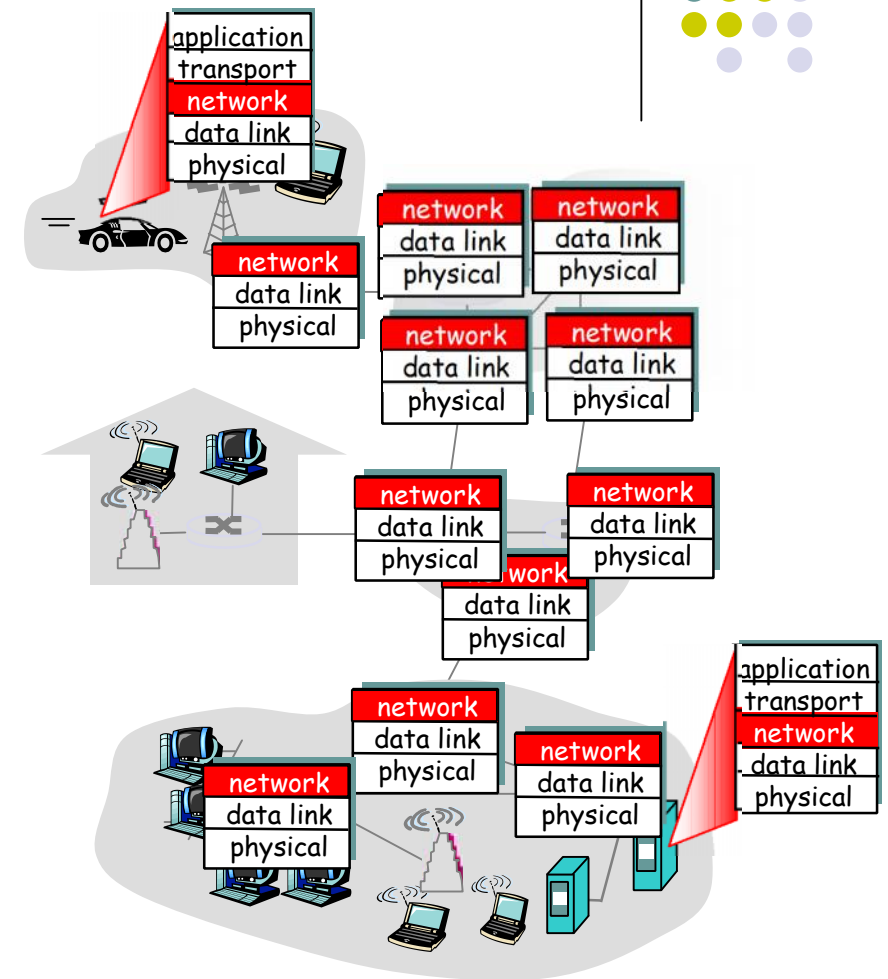 application
transport
network
data link
physical
network
data link
physical
network
data link
physical
network
data link
physical
network
data link
physical
network
data link
physical
network
data link
physical
network
data link
physical
work
data link
physical
application
transport
network
data link
physical
network
data link
physical
network
data link
physical
network
data link
physical